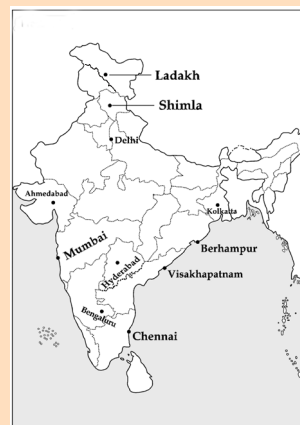 Ladakh
Shimla
Delhi
Ahmedabad
Kolkatta
Mumbai
Berhampur
Hyderabad
Visakhapatnam
Bengaluru
Chennai